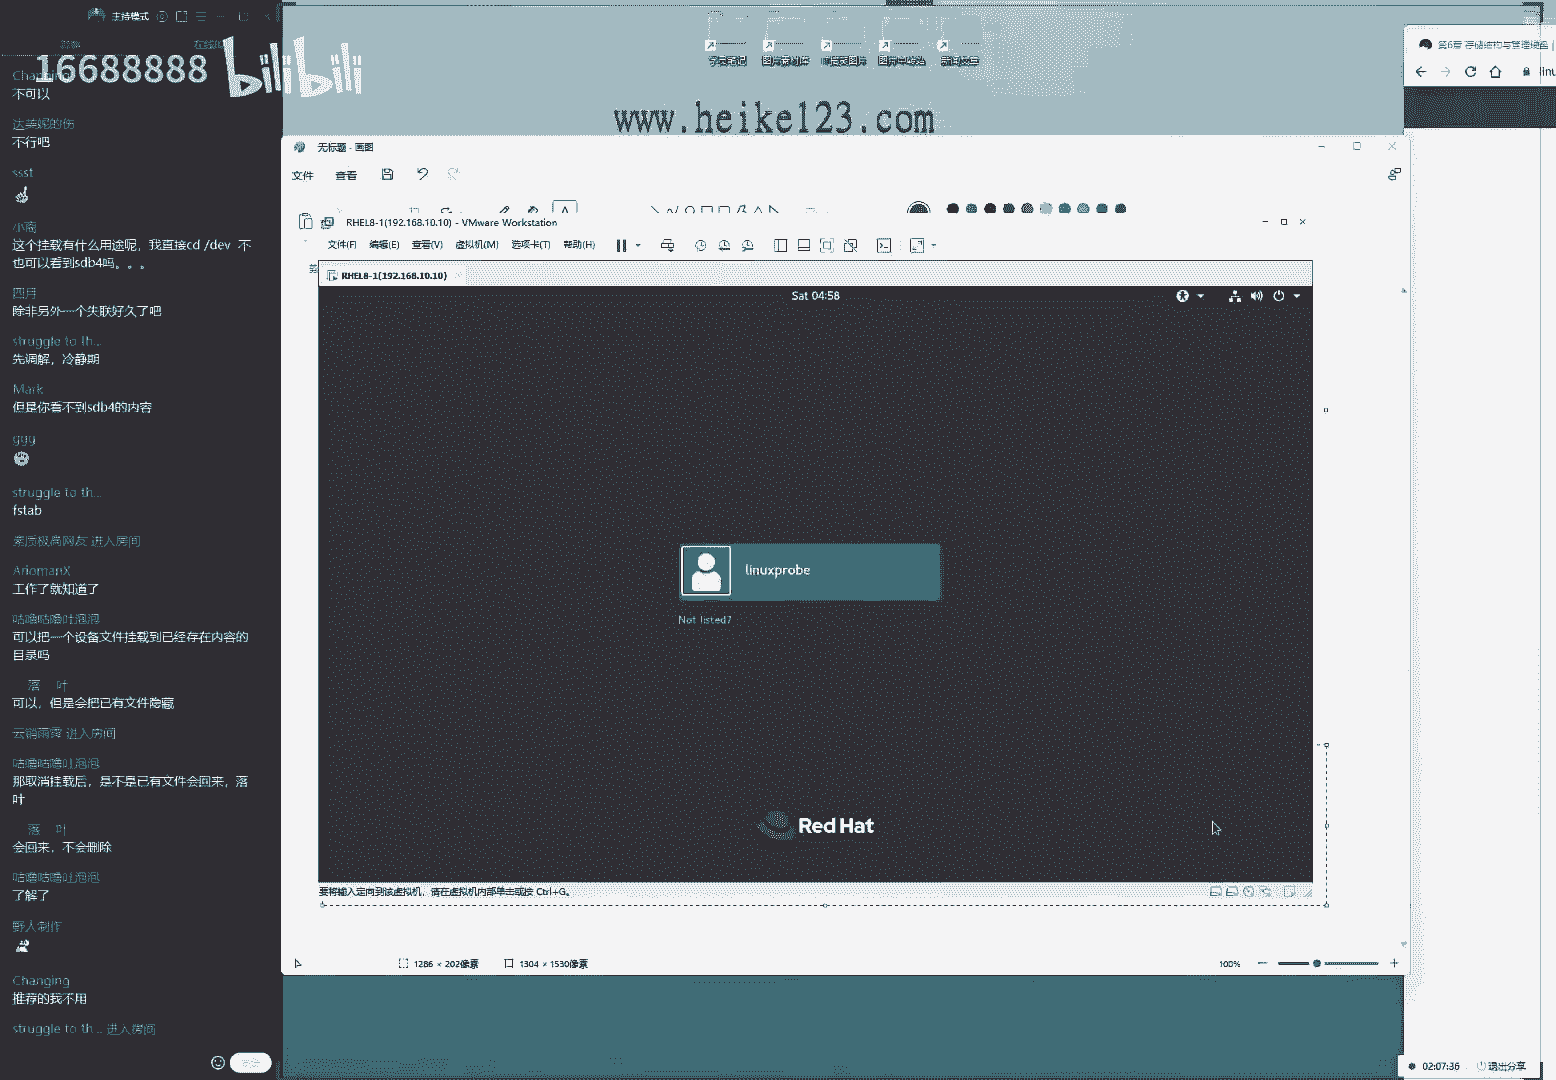 主持模式
16688888
bilibili
Changing
不可以
达芙妮的伤
不行吧
ssst
小阁
这个挂载有什么用途呢，我直接cd /dev 不
也可以看到sdb4吗。。。
四月
除非另外一个失联好久了吧
struggle to th...
先调解，冷静期
Mark
但是你看不到sdb4的内容
ggg
struggle to th...
fstab
素质极高网友 进入房间
AriemanX
工作了就知道了
咕噜咕噜吐泡泡
可以把一个设备文件挂载到已经存在内容的
目录吗
落 叶
可以，但是会把已有文件隐藏
云销雨霁 进入房间
咕噜咕噜吐泡泡
那取消挂载后，是不是已有文件会回来，落
叶
落 叶
会回来，不会删除
咕噜咕噜吐泡泡
了解了
野人制作
Changing
推荐的我不用
struggle to th... 进入房间
学员笔记
图片素材库
新闻文章
www.heike123.com
第6章 存储结构与管理硬盘
linu
无标题 - 画图
文件
查看
RHEL8-1(192.168.10.10) - VMware Workstation
文件(F) 编辑(E) 查看(V) 虚拟机(M) 选项卡(T) 帮助(H)
RHEL8-1(192.168.10.10)
Sat 04:58
linuxprobe
Not listed?
Red Hat
要将输入定向到该虚拟机，请在虚拟机内部单击或按 Ctrl+G。
1286 × 202像素
1304 × 1530像素
100%
02:07:36
退出分享